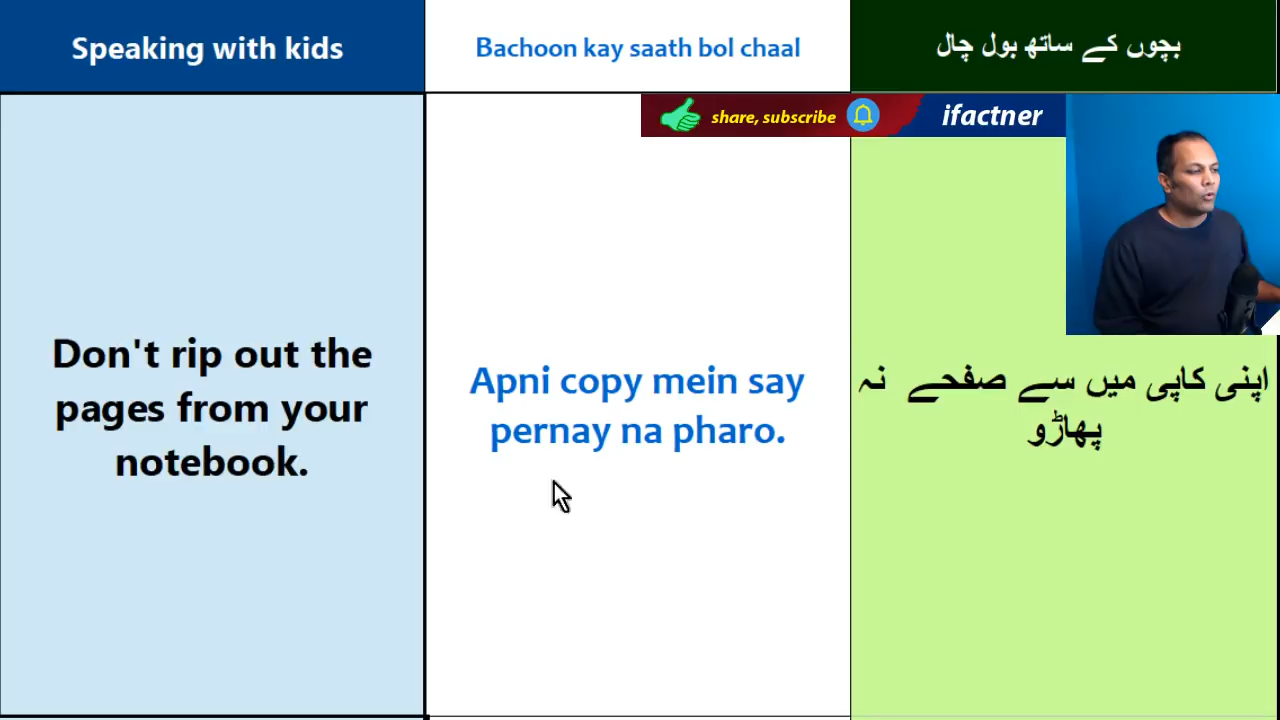 Speaking with kids
Bachoon kay saath bol chaal
بچوں کے ساتھ بول چال
share, subscribe
ifactner
Don't rip out the
pages from your
notebook.
Apni copy mein say
pernay na pharo.
اپنی کاپی میں سے صفحے نہ
پھاڑو